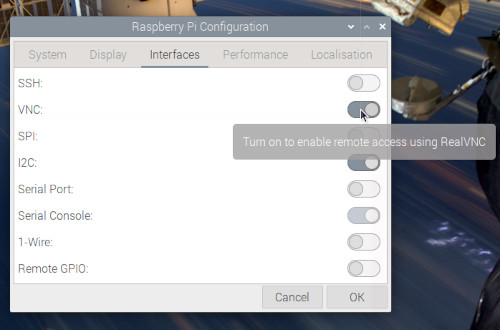 Raspberry Pi Configuration
System Display Interfaces Performance Localisation
SSH:
VNC:
SPI:
Turn on to enable remote access using RealVNC
I2C:
Serial Port:
Serial Console:
1-Wire:
Remote GPIO:
Cancel OK